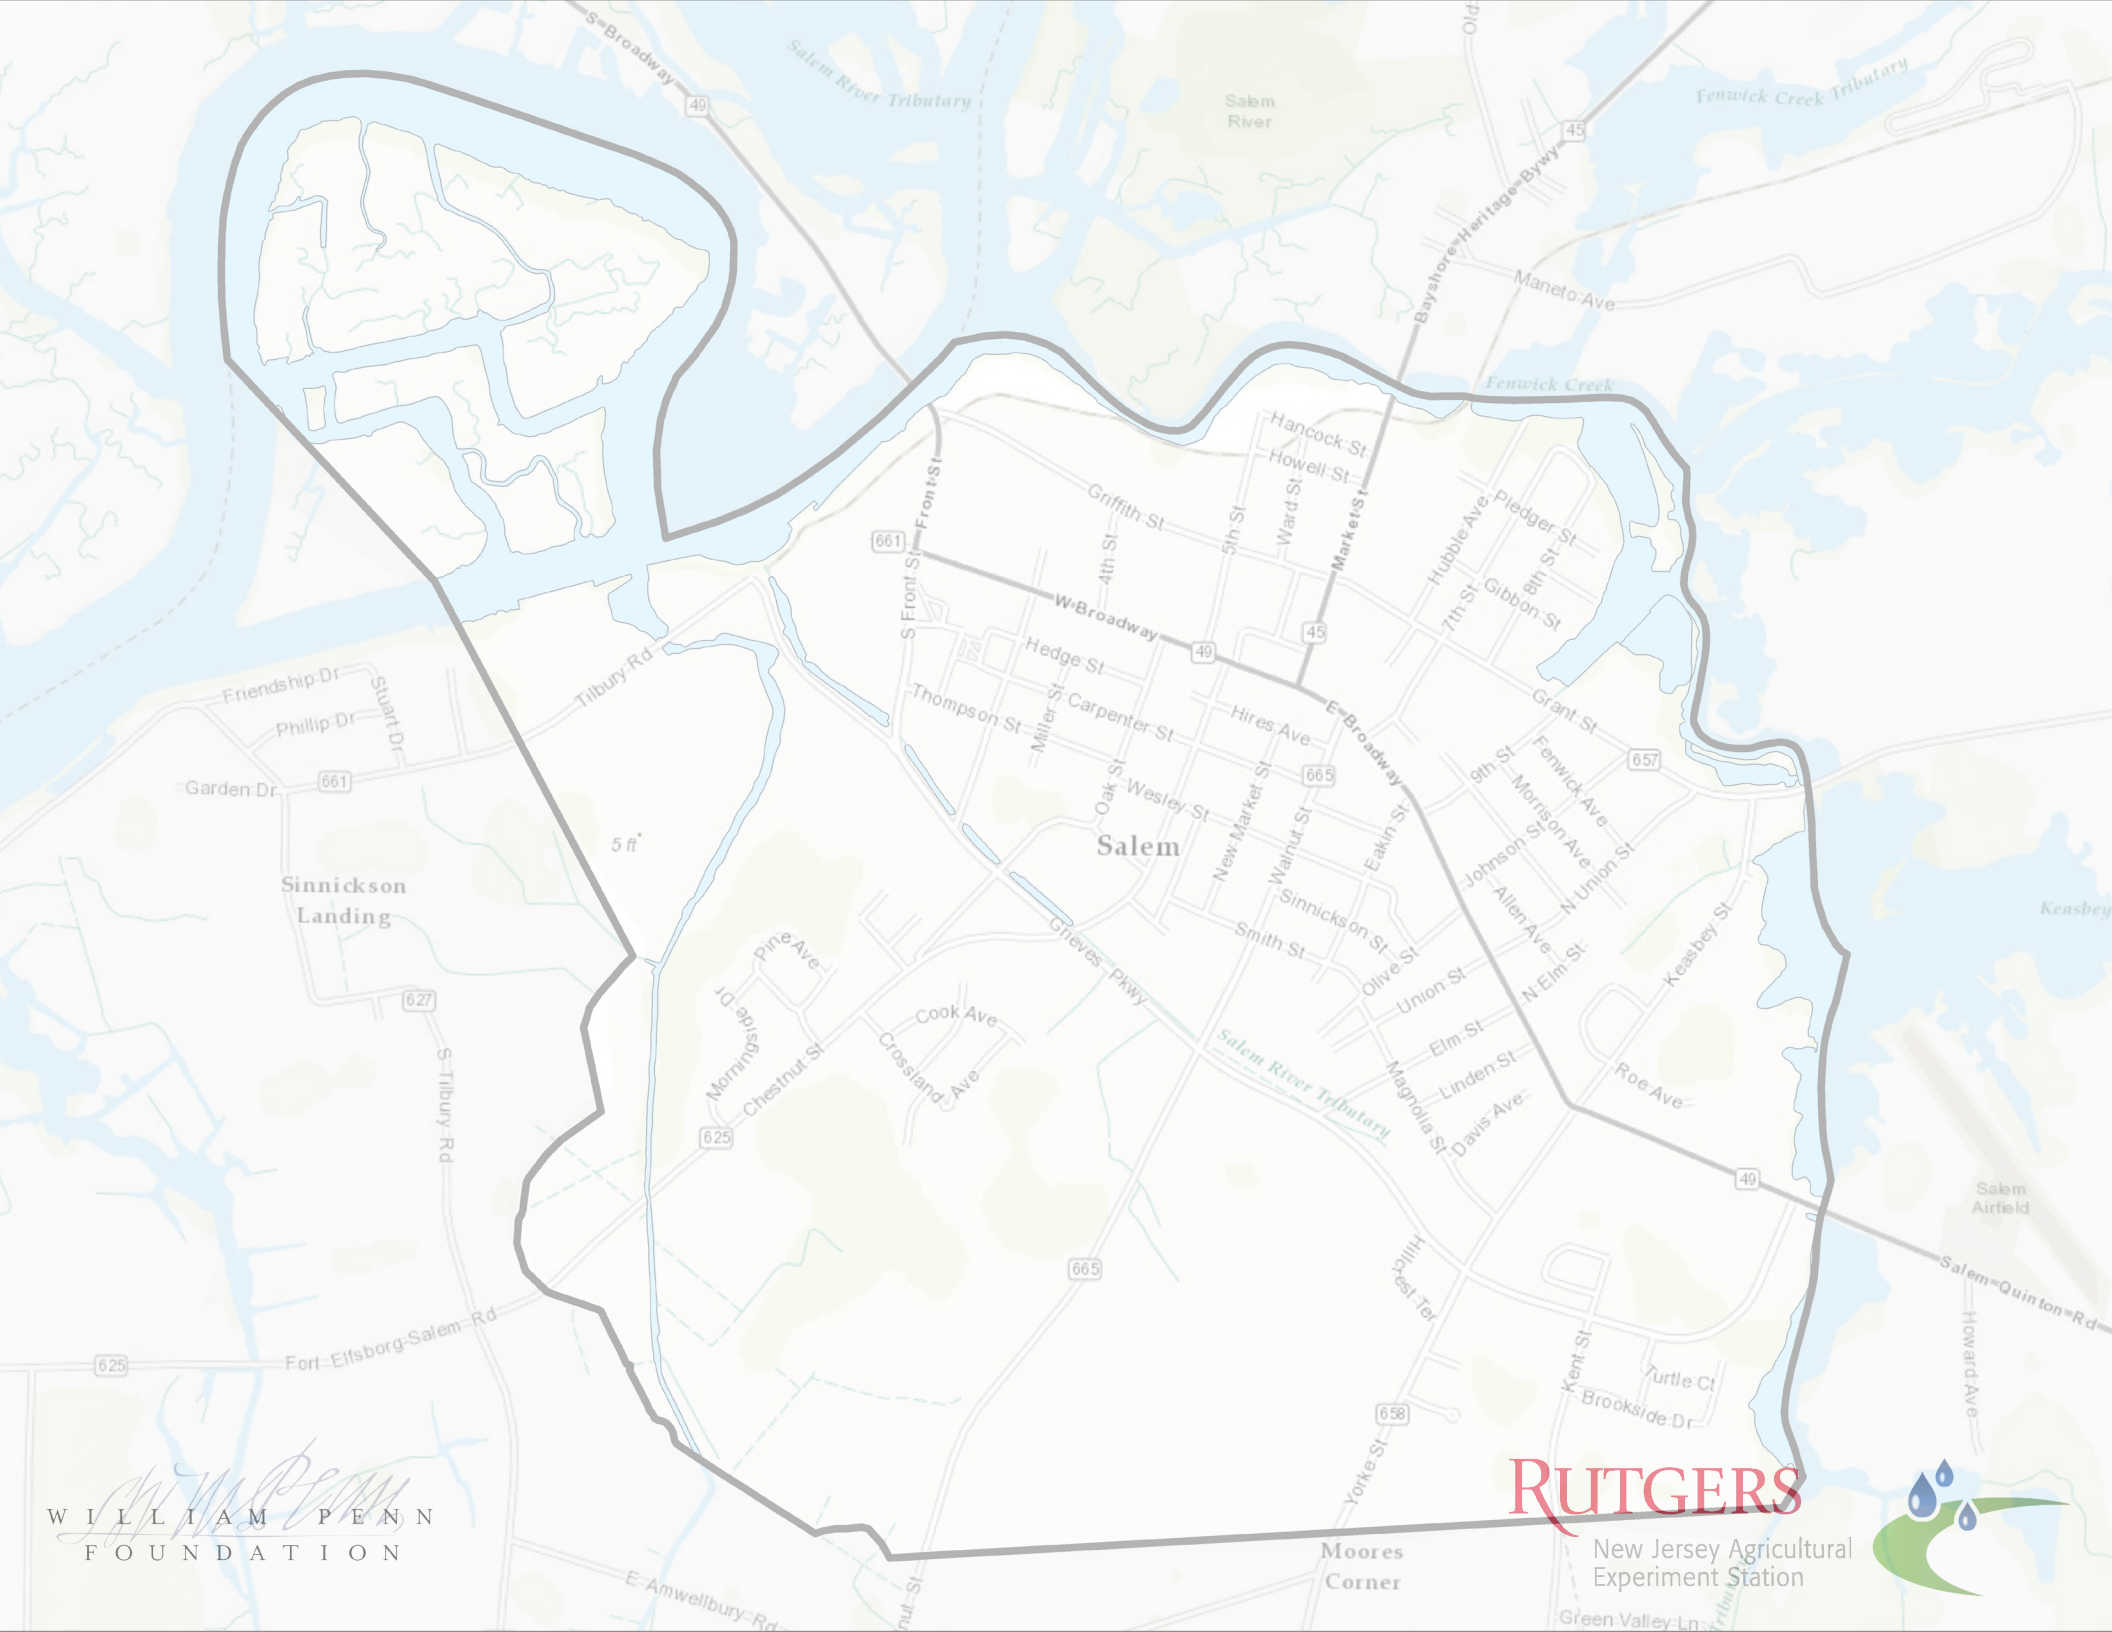 S Broadway
Old
Salem River Tributary
49
Fenwick Creek Tributary
Salem
River
45
Bayshore Heritage Bywy
Maneto Ave
Fenwick Creek
Hancock St
Howell St
Front St
Griffith St
Ward St
5th St
4th St
Market St
Hubble Ave
Pledger St
661
8th St
Gibbon St
7th St
S Front St
W Broadway
45
49
Hedge St
Tilbury Rd
Friendship Dr
Stuart Dr
Phillip Dr
Thompson St
Miller St
Carpenter St
Hires Ave
E Broadway
Grant St
657
9th St
Fenwick Ave
661
Garden Dr
Oak St
Wesley St
New Market St
665
Walnut St
Eakin St
Morrison Ave
Johnson St
N Union St
5 ft
Salem
Sinnickson
Landing
Allen Ave
Sinnickson St
Smith St
Keasbey St
Keasbey
Grieves Pkwy
Pine Ave
Olive St
Union St
N Elm St
627
Morningside Dr
Cook Ave
Crossland Ave
Chestnut St
Salem River Tributary
Elm St
Linden St
Magnolia St
Davis Ave
Roe Ave
S Tilbury Rd
625
49
Salem
Airfield
665
Hillcrest Ter
Salem Quinton Rd
Howard Ave
Fort Elfsborg Salem Rd
625
Kent St
Turtle Ct
Brookside Dr
658
Yorke St
WILLIAM PENN
FOUNDATION
RUTGERS
New Jersey Agricultural
Experiment Station
Moores
Corner
E Amwellbury Rd
nut St
Green Valley Ln